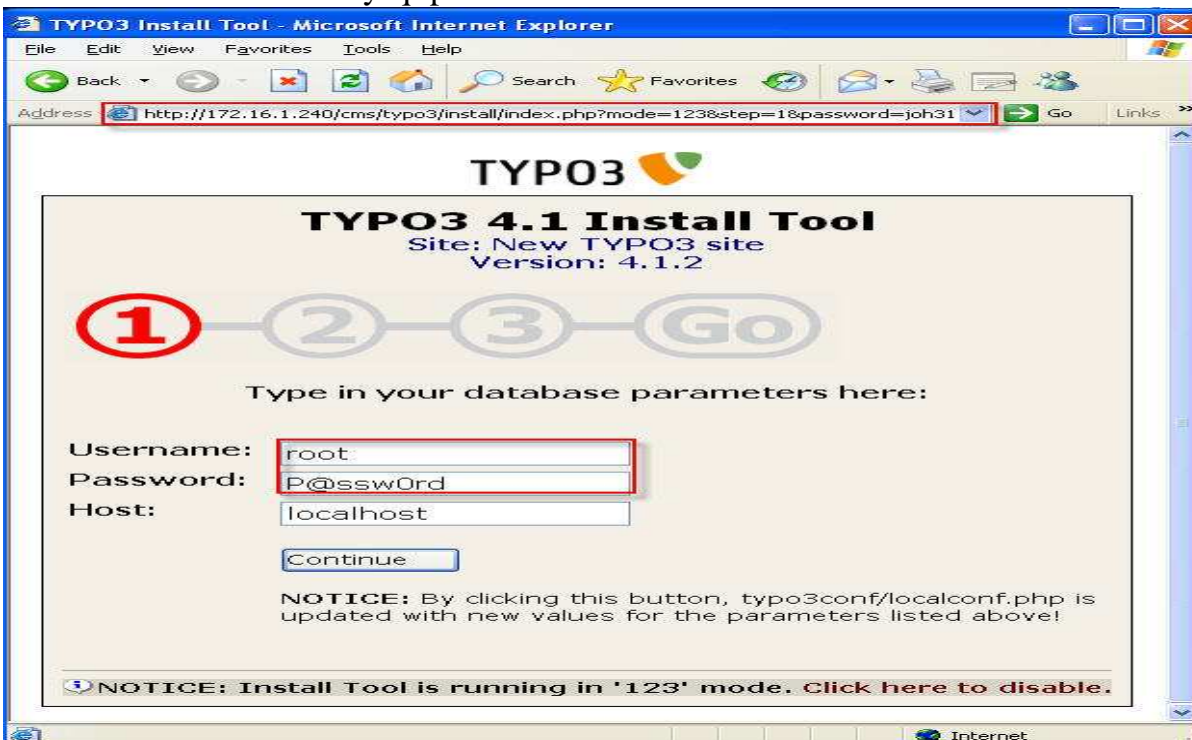 TYPO3 Install Tool - Microsoft Internet Explorer
File Edit View Favorites Tools Help
Back Search Favorites
Address http://172.16.1.240/cms/typo3/install/index.php?mode=123&step=1&password=joh31 Go Links »
TYPO3
TYPO3 4.1 Install Tool
Site: New TYPO3 site
Version: 4.1.2
1 2 3 Go
Type in your database parameters here:
Username: root
Password: P@ssw0rd
Host: localhost
Continue
NOTICE: By clicking this button, typo3conf/localconf.php is
updated with new values for the parameters listed above!
NOTICE: Install Tool is running in '123' mode. Click here to disable.
Internet